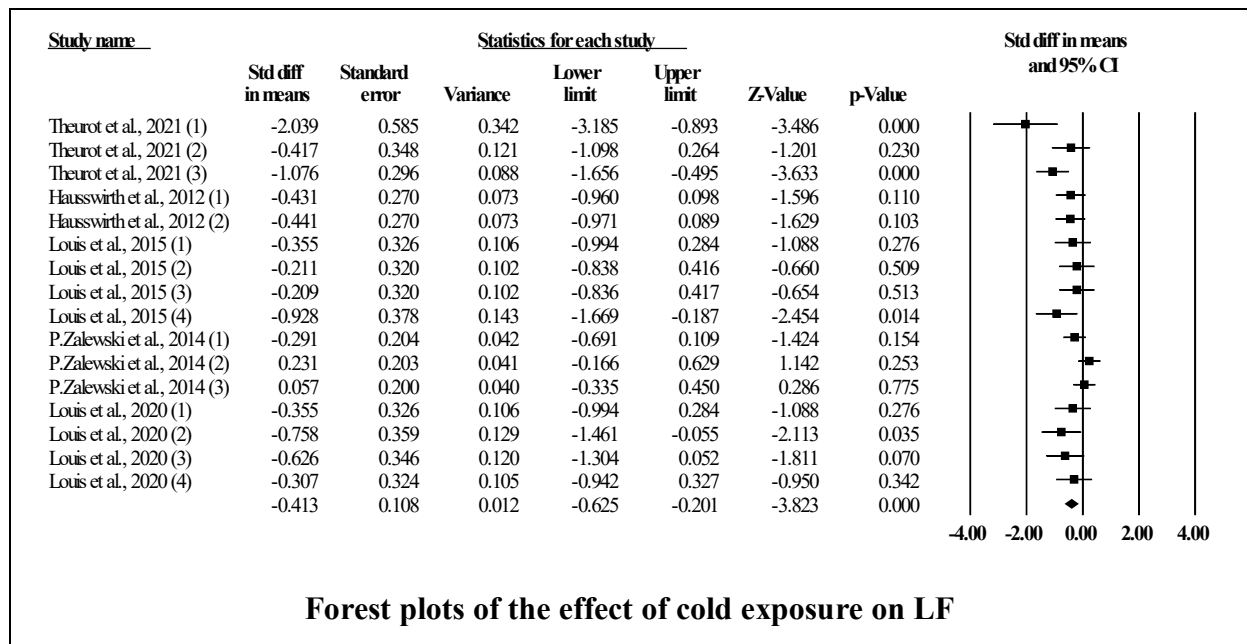 Study name Statistics for each study Std diff in means and 95% CI
Std diff in means Standard error Variance Lower limit Upper limit Z-Value p-Value
Theurot et al., 2021 (1) -2.039 0.585 0.342 -3.185 -0.893 -3.486 0.000
Theurot et al., 2021 (2) -0.417 0.348 0.121 -1.098 0.264 -1.201 0.230
Theurot et al., 2021 (3) -1.076 0.296 0.088 -1.656 -0.495 -3.633 0.000
Hausswirth et al., 2012 (1) -0.431 0.270 0.073 -0.960 0.098 -1.596 0.110
Hausswirth et al., 2012 (2) -0.441 0.270 0.073 -0.971 0.089 -1.629 0.103
Louis et al., 2015 (1) -0.355 0.326 0.106 -0.994 0.284 -1.088 0.276
Louis et al., 2015 (2) -0.211 0.320 0.102 -0.838 0.416 -0.660 0.509
Louis et al., 2015 (3) -0.209 0.320 0.102 -0.836 0.417 -0.654 0.513
Louis et al., 2015 (4) -0.928 0.378 0.143 -1.669 -0.187 -2.454 0.014
P.Zalewski et al., 2014 (1) -0.291 0.204 0.042 -0.691 0.109 -1.424 0.154
P.Zalewski et al., 2014 (2) 0.231 0.203 0.041 -0.166 0.629 1.142 0.253
P.Zalewski et al., 2014 (3) 0.057 0.200 0.040 -0.335 0.450 0.286 0.775
Louis et al., 2020 (1) -0.355 0.326 0.106 -0.994 0.284 -1.088 0.276
Louis et al., 2020 (2) -0.758 0.359 0.129 -1.461 -0.055 -2.113 0.035
Louis et al., 2020 (3) -0.626 0.346 0.120 -1.304 0.052 -1.811 0.070
Louis et al., 2020 (4) -0.307 0.324 0.105 -0.942 0.327 -0.950 0.342
-0.413 0.108 0.012 -0.625 -0.201 -3.823 0.000
-4.00 -2.00 0.00 2.00 4.00
Forest plots of the effect of cold exposure on LF